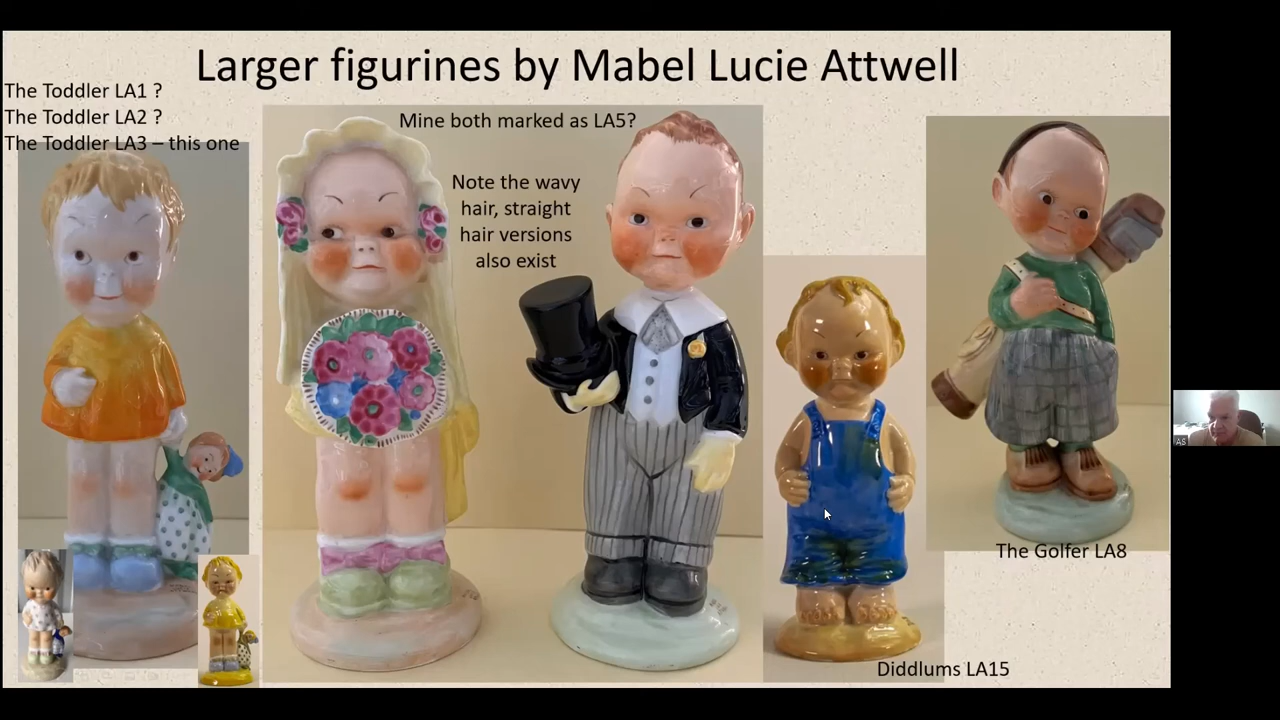 Larger figurines by Mabel Lucie Attwell
The Toddler LA1 ?
The Toddler LA2 ?
The Toddler LA3 – this one
Mine both marked as LA5?
Note the wavy
hair, straight
hair versions
also exist
The Golfer LA8
Diddlums LA15
AS